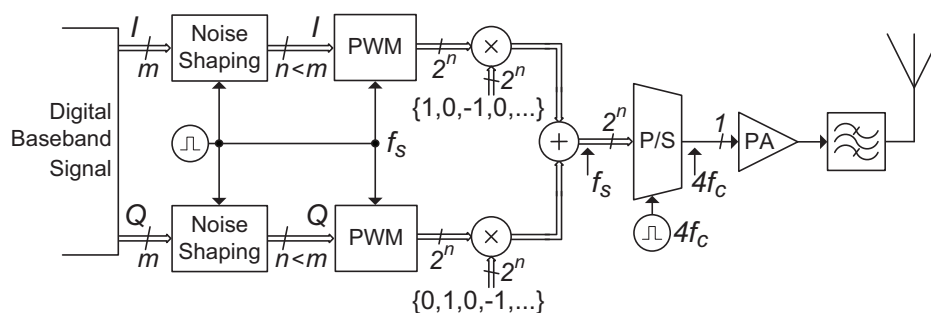 Digital
Baseband
Signal
I
m
Noise
Shaping
n<m
I
PWM
2^n
×
2^n
{1,0,-1,0,...}
f_s
+
f_s
2^n
P/S
4f_c
1
4f_c
PA
Q
m
Noise
Shaping
n<m
Q
PWM
2^n
×
2^n
{0,1,0,-1,...}